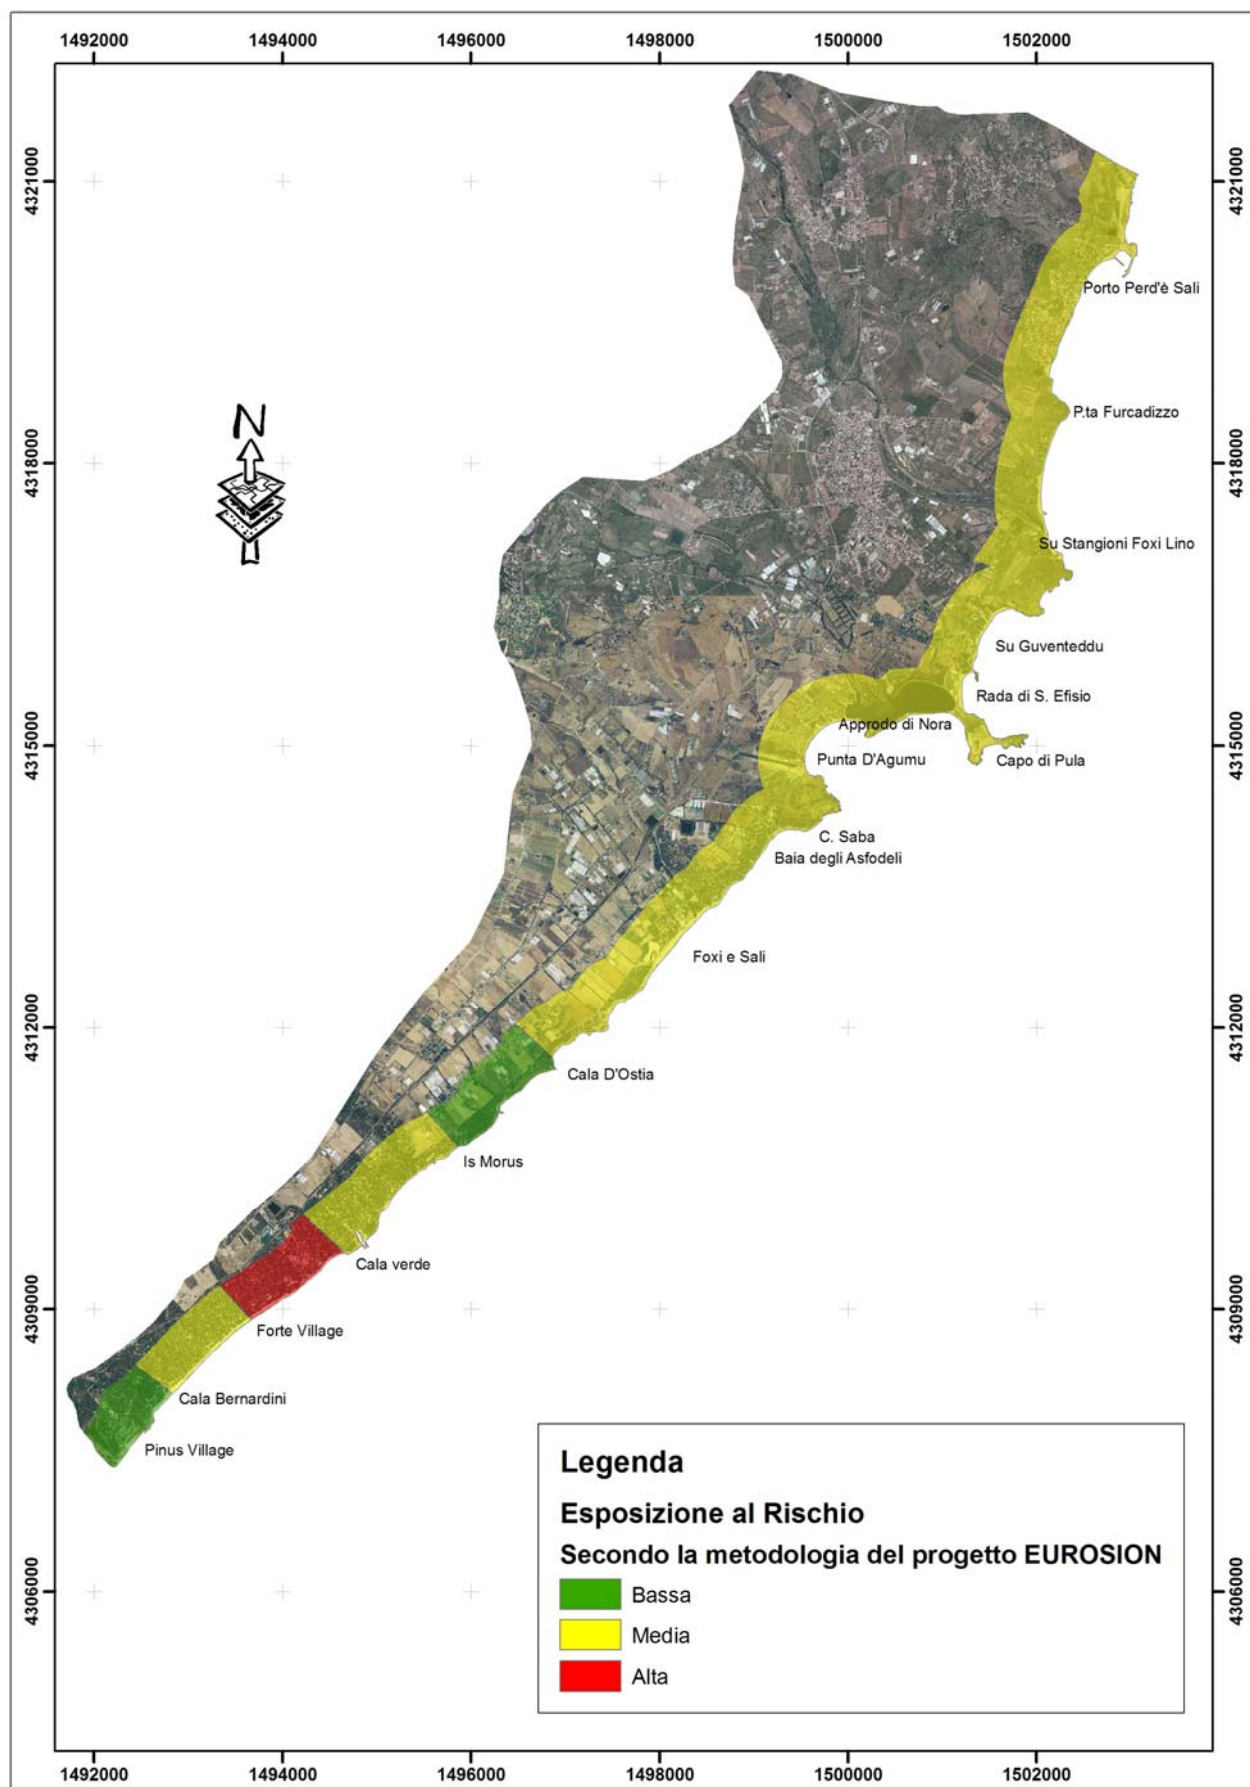 1492000 1494000 1496000 1498000 1500000 1502000
N
4321000 4321000
Porto Perd'è Sali
P.ta Furcadizzo
4318000 4318000
Su Stangioni Foxi Lino
Su Guventeddu
Rada di S. Efisio
Approdo di Nora
4315000 4315000
Punta D'Agumu
Capo di Pula
C. Saba
Baia degli Asfodeli
Foxi e Sali
4312000 4312000
Cala D'Ostia
Is Morus
Cala verde
4309000 4309000
Forte Village
Cala Bernardini
Pinus Village
Legenda
Esposizione al Rischio
Secondo la metodologia del progetto EUROSION
Bassa
Media
Alta
4306000 4306000
1492000 1494000 1496000 1498000 1500000 1502000